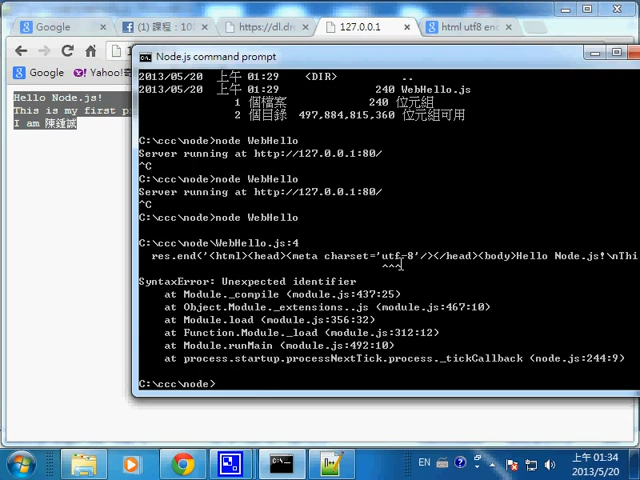 Google
(1) 課程：10
https://dl.dr
127.0.0.1
html utf8 en
Node.js command prompt
Google
Yahoo!
Hello Node.js!
This is my first p
I am 陳鍾誠
2013/05/20 上午 01:29 <DIR> ..
2013/05/20 上午 01:29 240 WebHello.js
1 個檔案 240 位元組
2 個目錄 497,884,815,360 位元組可用
C:\ccc\node>node WebHello
Server running at http://127.0.0.1:80/
^C
C:\ccc\node>node WebHello
Server running at http://127.0.0.1:80/
^C
C:\ccc\node>node WebHello
C:\ccc\node\WebHello.js:4
res.end('<html><head><meta charset='utf-8'/></head><body>Hello Node.js!\nThi
^^^
SyntaxError: Unexpected identifier
at Module._compile (module.js:437:25)
at Object.Module._extensions..js (module.js:467:10)
at Module.load (module.js:356:32)
at Function.Module._load (module.js:312:12)
at Module.runMain (module.js:492:10)
at process.startup.processNextTick.process._tickCallback (node.js:244:9)
C:\ccc\node>
EN
上午 01:34
2013/5/20